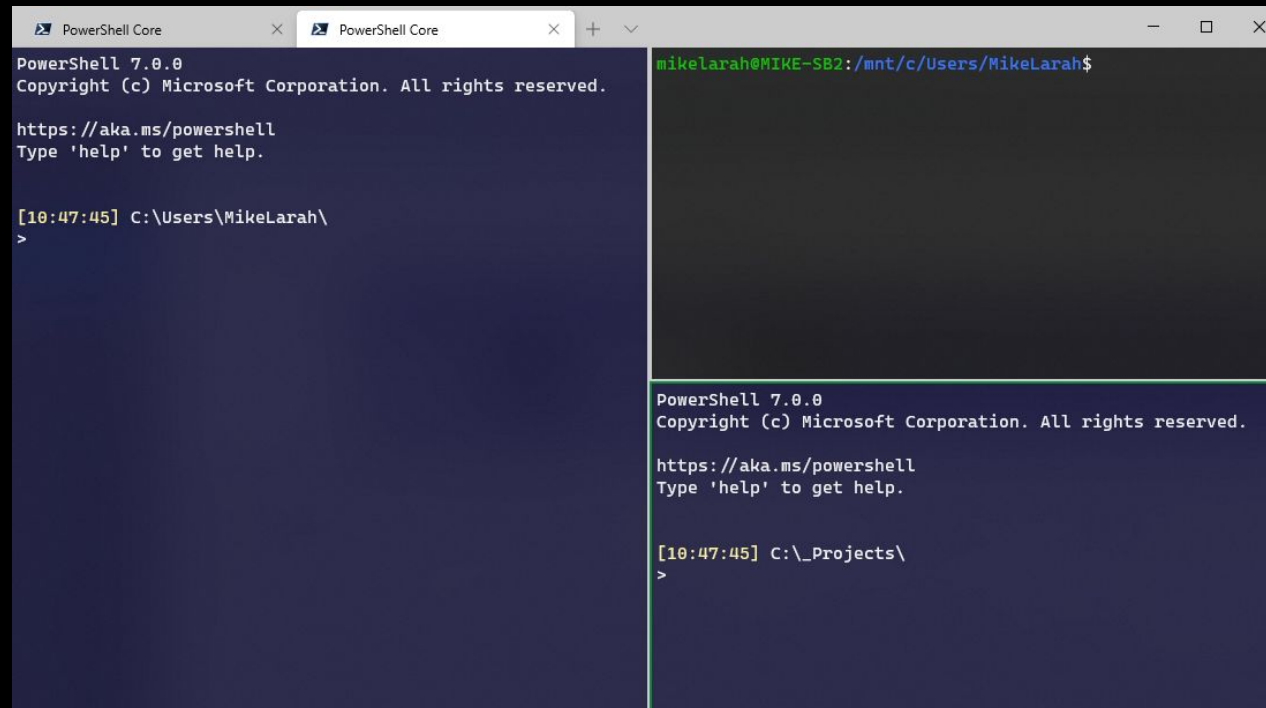 PowerShell Core
PowerShell Core
PowerShell 7.0.0
Copyright (c) Microsoft Corporation. All rights reserved.
https://aka.ms/powershell
Type 'help' to get help.
[10:47:45] C:\Users\MikeLarah\
>
mikelarah@MIKE-SB2:/mnt/c/Users/MikeLarah$
PowerShell 7.0.0
Copyright (c) Microsoft Corporation. All rights reserved.
https://aka.ms/powershell
Type 'help' to get help.
[10:47:45] C:\_Projects\
>